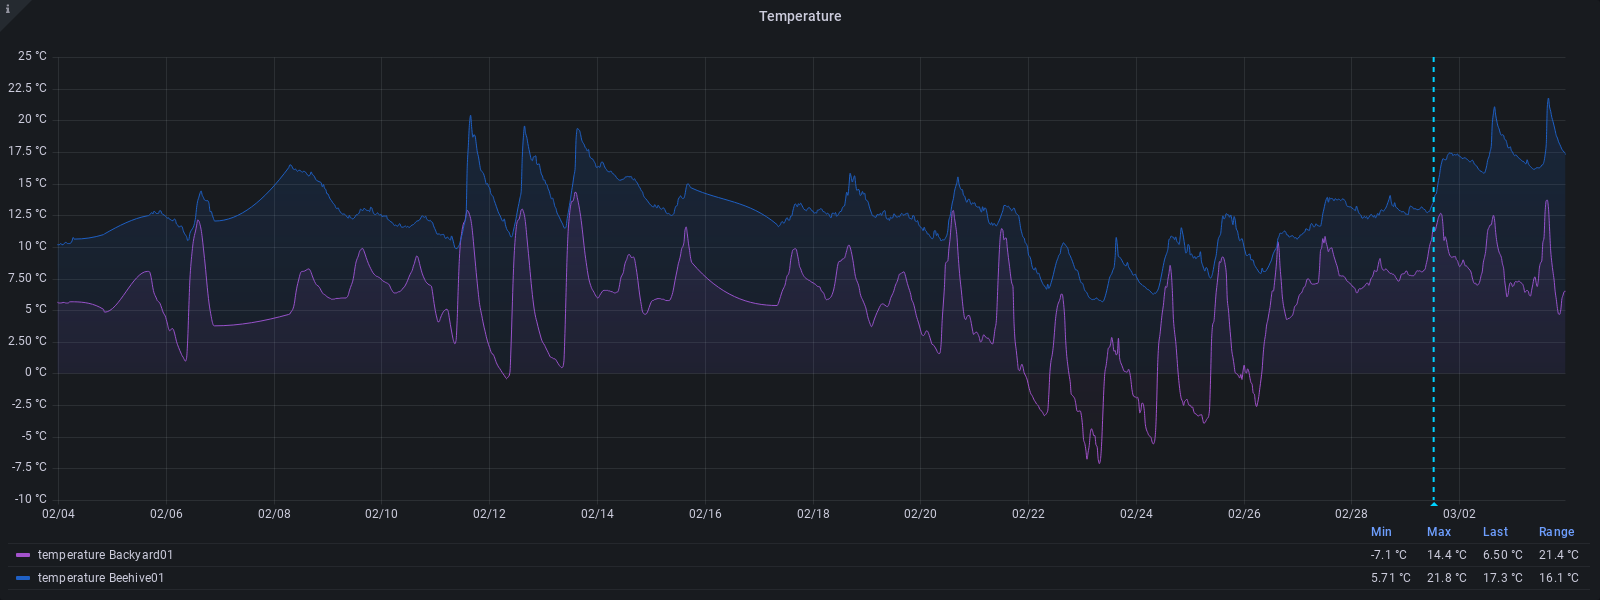 i
Temperature
25 °C
22.5 °C
20 °C
17.5 °C
15 °C
12.5 °C
10 °C
7.50 °C
5 °C
2.50 °C
0 °C
-2.5 °C
-5 °C
-7.5 °C
-10 °C
02/04 02/06 02/08 02/10 02/12 02/14 02/16 02/18 02/20 02/22 02/24 02/26 02/28 03/02
Min Max Last Range
temperature Backyard01 -7.1 °C 14.4 °C 6.50 °C 21.4 °C
temperature Beehive01 5.71 °C 21.8 °C 17.3 °C 16.1 °C